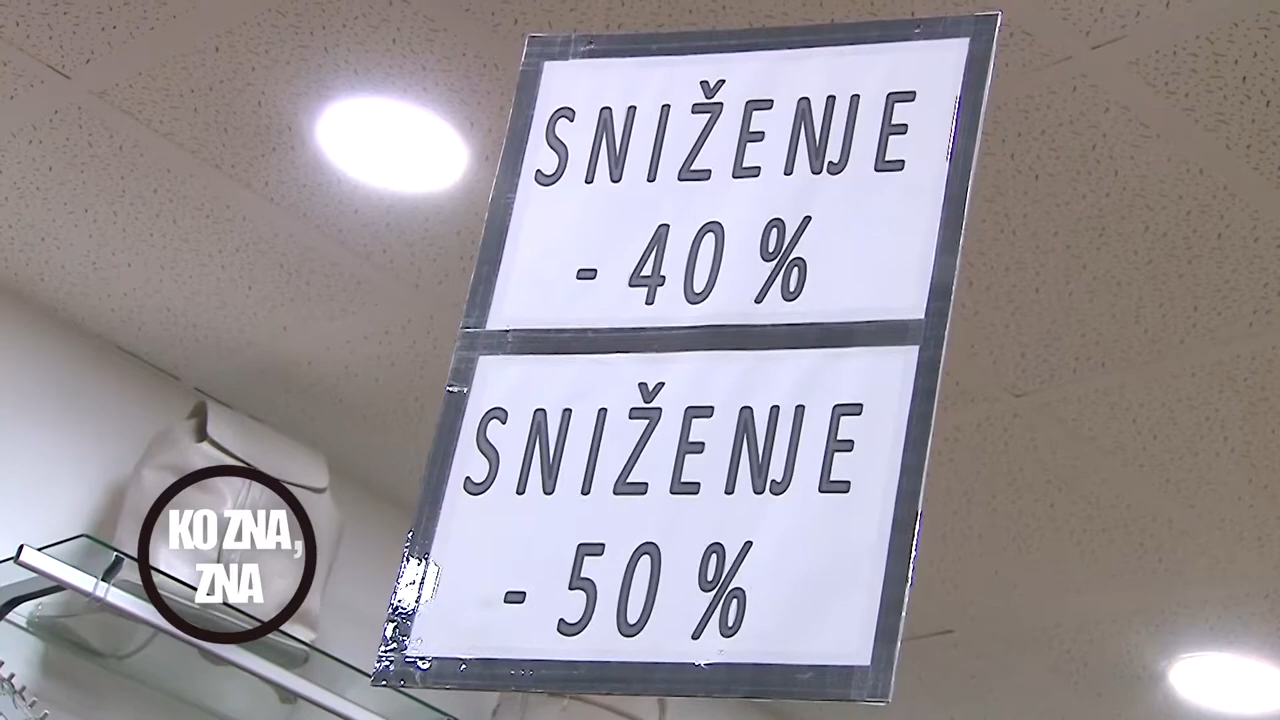 SNIŽENJE
- 40 %
SNIŽENJE
- 50 %
KO ZNA,
ZNA